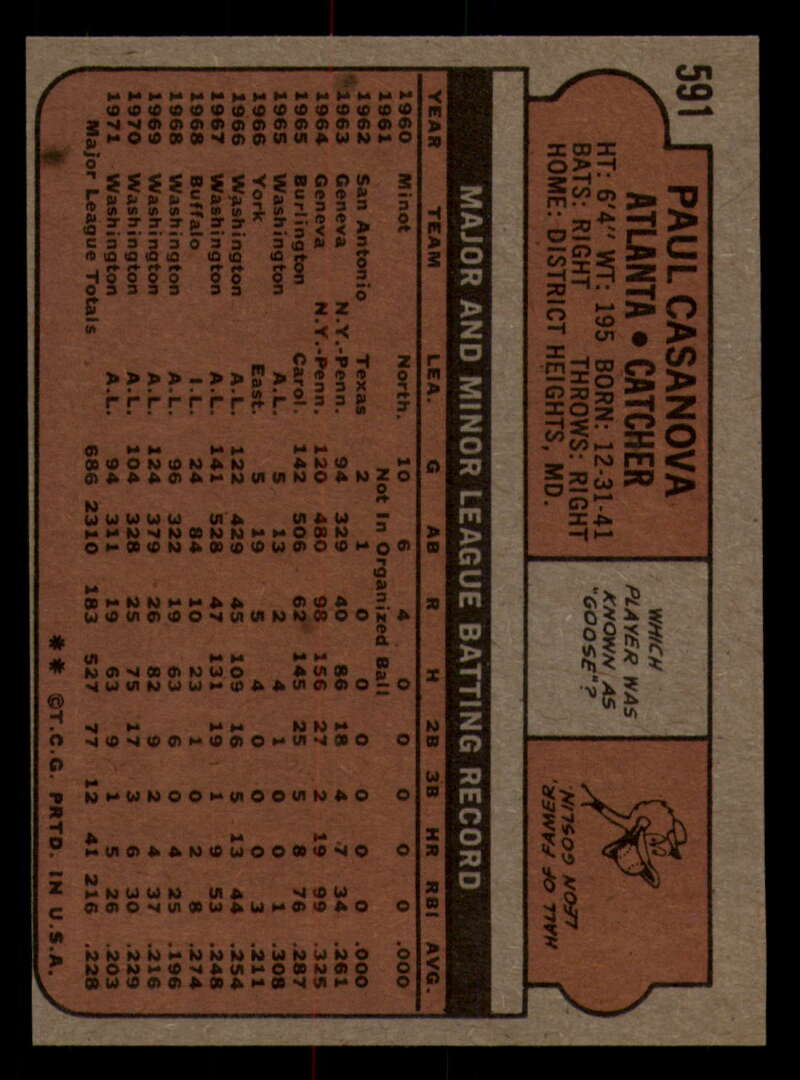 591
PAUL CASANOVA
ATLANTA • CATCHER
HT: 6'4" WT: 195 BORN: 12-31-41
BATS: RIGHT THROWS: RIGHT
HOME: DISTRICT HEIGHTS, MD.
WHICH
PLAYER WAS
KNOWN AS
"GOOSE"?
HALL OF FAMER,
LEON GOSLIN
MAJOR AND MINOR LEAGUE BATTING RECORD
YEAR TEAM LEA. G AB R H 2B 3B HR RBI AVG.
1960 Minot North. 10 6 4 0 0 0 0 0 .000
1961 Not In Organized Ball
1962 San Antonio Texas 2 1 0 0 0 0 0 0 .000
1963 Geneva N.Y.-Penn. 94 329 40 86 18 4 7 34 .261
1964 Geneva N.Y.-Penn. 120 480 98 156 27 2 19 99 .325
1965 Burlington Carol. 142 506 62 145 25 5 8 76 .287
1965 Washington A.L. 5 13 2 4 1 0 0 1 .308
1966 York East. 5 19 5 4 0 0 0 3 .211
1966 Washington A.L. 122 429 45 109 16 5 13 44 .254
1967 Washington A.L. 141 528 47 131 19 1 9 53 .248
1968 Buffalo I.L. 24 84 10 23 1 0 2 8 .274
1968 Washington A.L. 96 322 19 63 6 0 4 25 .196
1969 Washington A.L. 124 379 26 82 9 2 4 37 .216
1970 Washington A.L. 104 328 25 75 17 3 6 30 .229
1971 Washington A.L. 94 311 19 63 9 1 5 26 .203
Major League Totals 686 2310 183 527 77 12 41 216 .228
** ©T.C.G. PRTD. IN U.S.A.